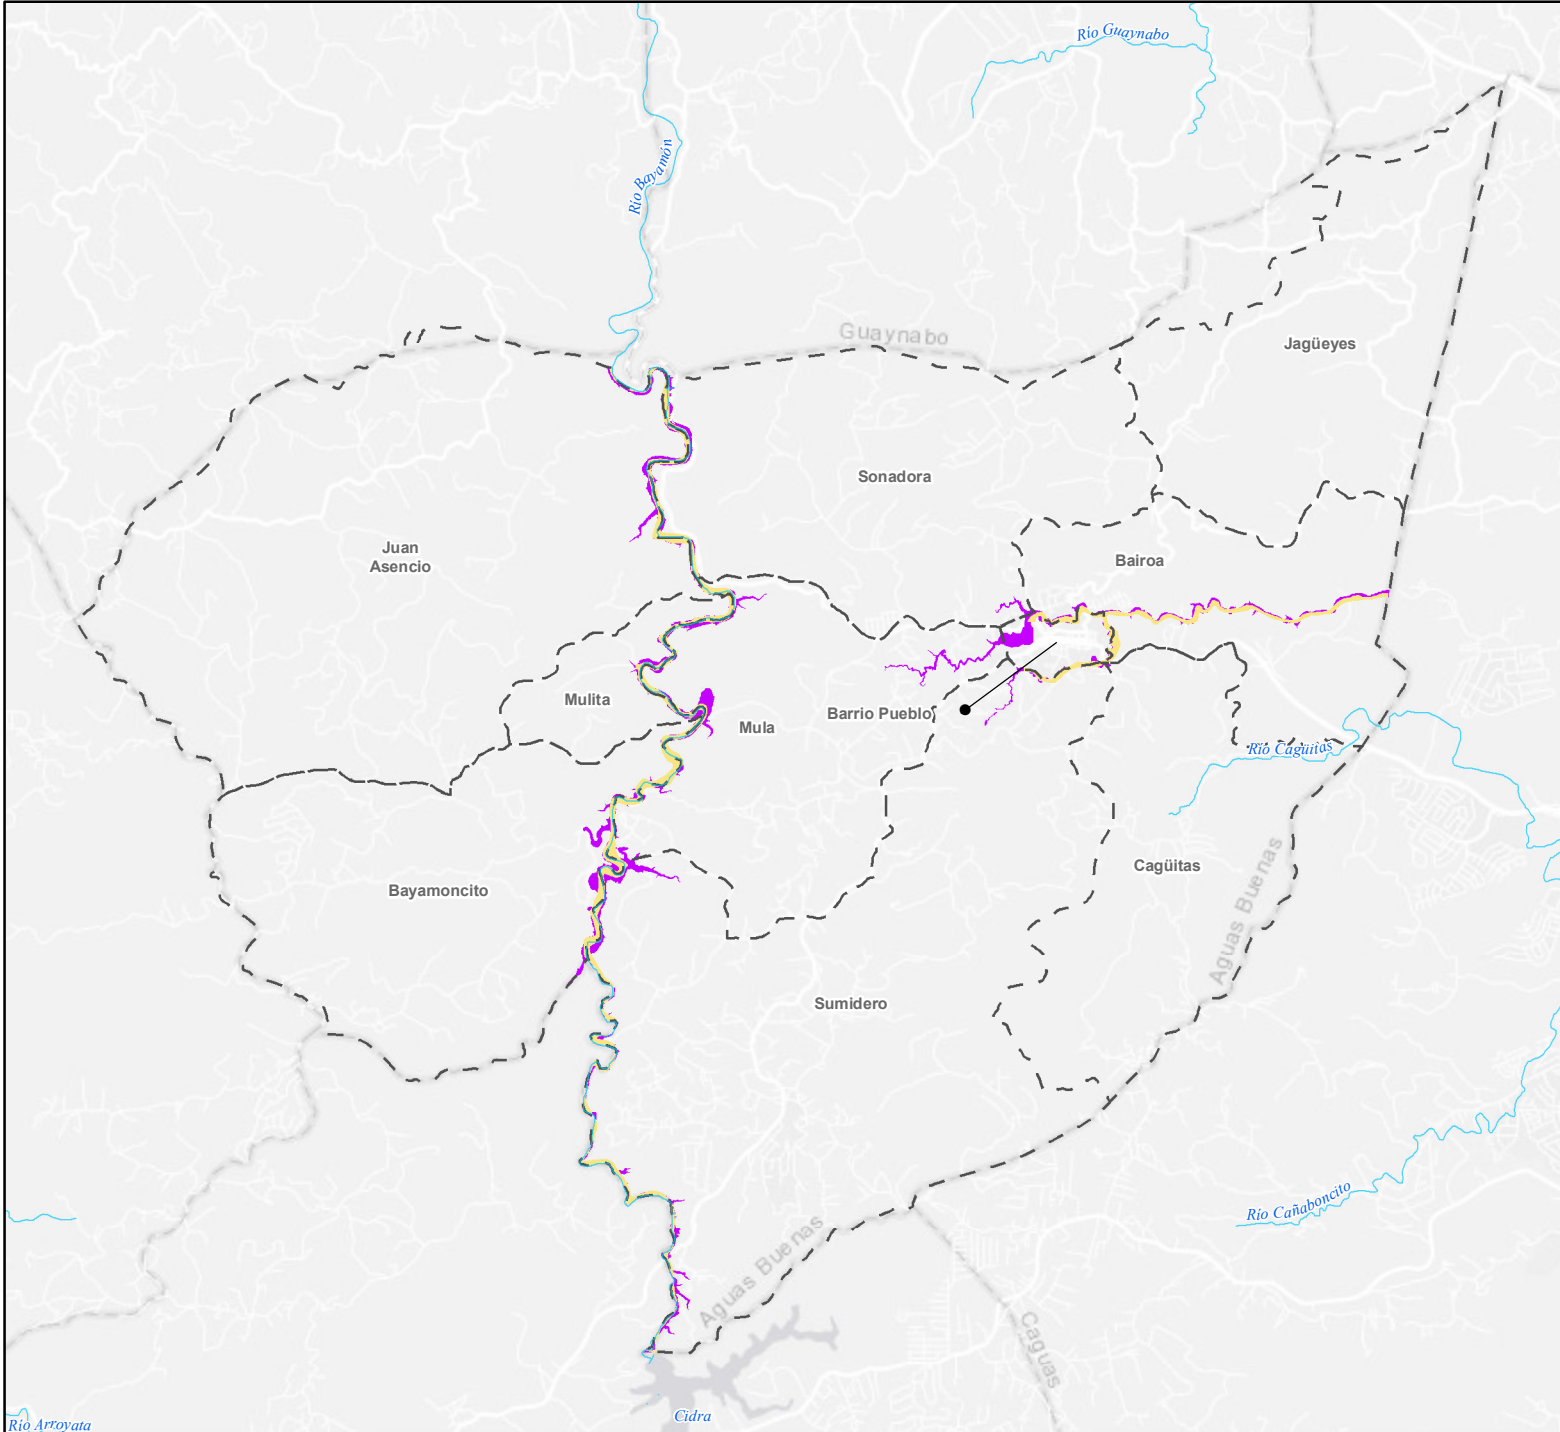 Río Guaynabo
Río Bayamón
Guaynabo
Jagüeyes
Sonadora
Juan
Asencio
Bairoa
Mulita
Mula
Barrio Pueblo
Río Cagüitas
Cagüitas
Bayamoncito
Aguas Buenas
Sumidero
Río Cañaboncito
Aguas Buenas
Caguas
Cidra
Río Arroyata